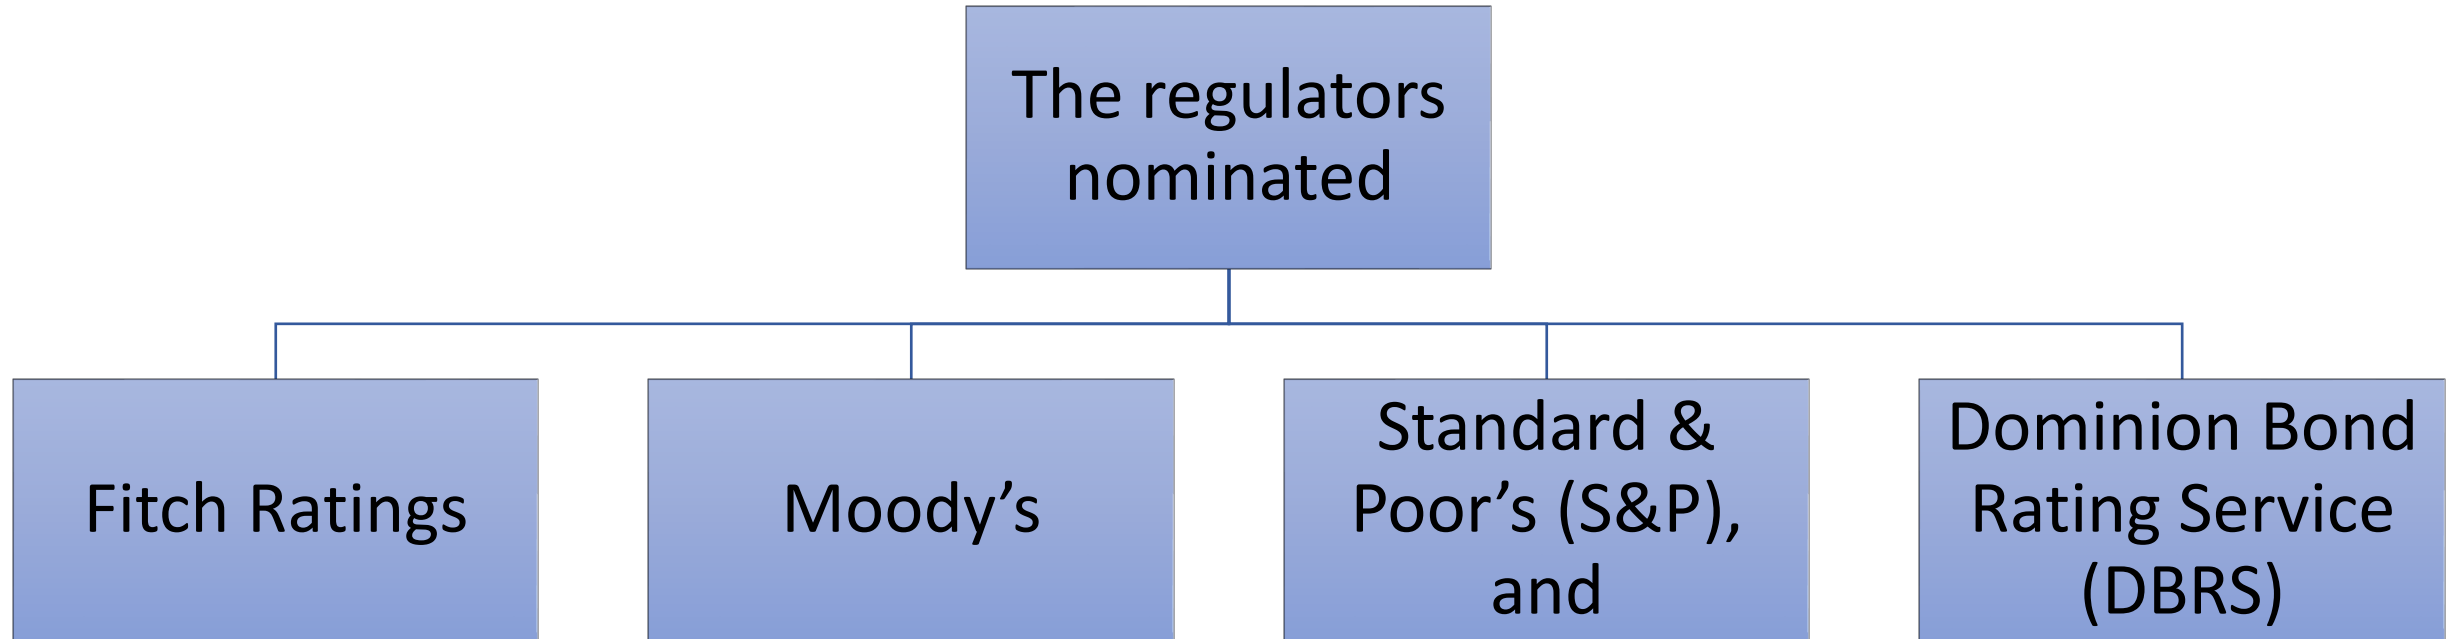 The regulators
nominated
Fitch Ratings
Moody’s
Standard &
Poor’s (S&P),
and
Dominion Bond
Rating Service
(DBRS)